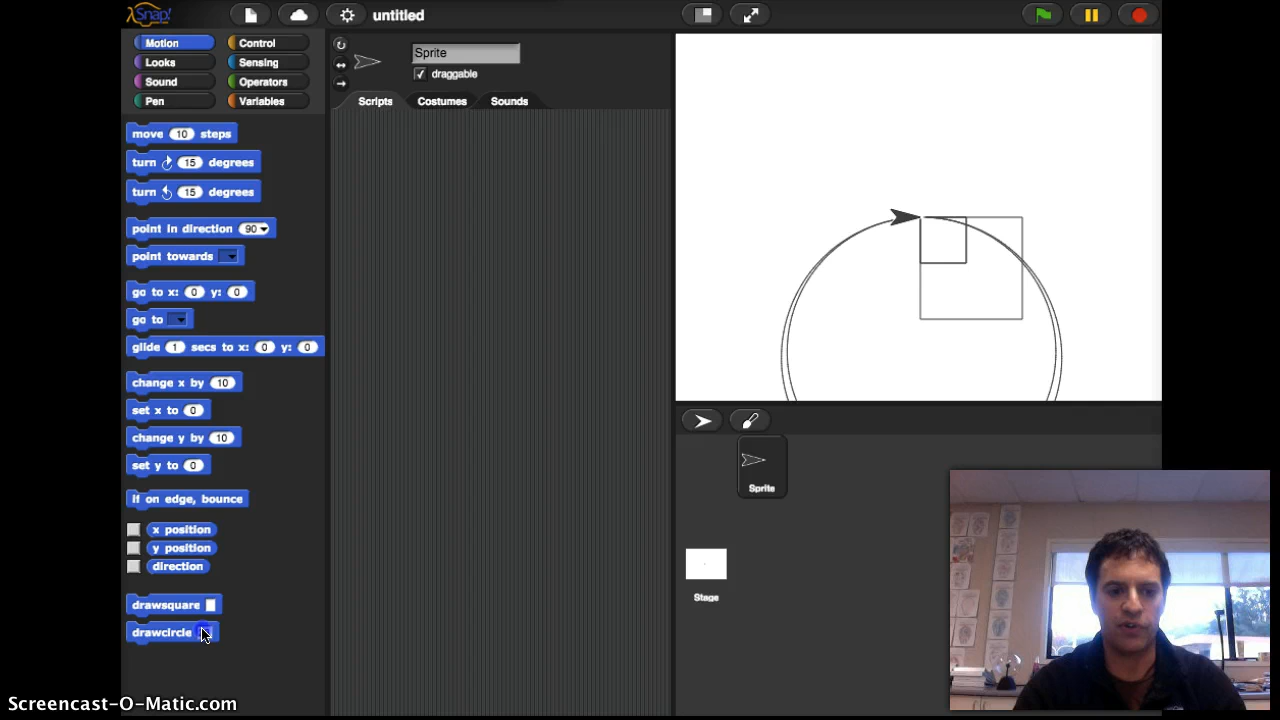 Snap!
untitled
Motion
Control
Looks
Sensing
Sound
Operators
Pen
Variables
Sprite
draggable
Scripts
Costumes
Sounds
move 10 steps
turn 15 degrees
turn 15 degrees
point in direction 90
point towards
go to x: 0 y: 0
go to
glide 1 secs to x: 0 y: 0
change x by 10
set x to 0
change y by 10
set y to 0
if on edge, bounce
x position
y position
direction
drawsquare
drawcircle
Sprite
Stage
Screencast-O-Matic.com